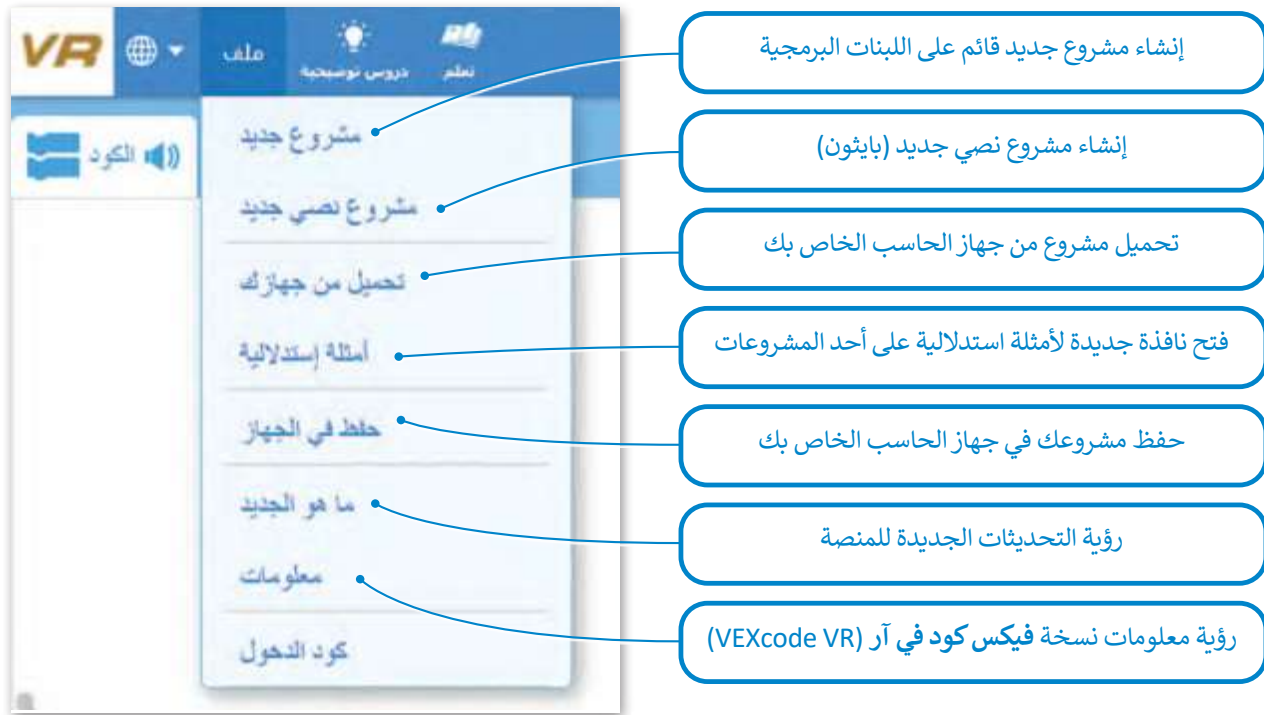 VR
ملف
دروس توضيحية
تعلم
الكود
مشروع جديد
مشروع نصي جديد
تحميل من جهازك
أمثلة إستدلالية
حفظ في الجهاز
ما هو الجديد
معلومات
كود الدخول
إنشاء مشروع جديد قائم على اللبنات البرمجية
إنشاء مشروع نصي جديد (بايثون)
تحميل مشروع من جهاز الحاسب الخاص بك
فتح نافذة جديدة لأمثلة استدلالية على أحد المشروعات
حفظ مشروعك في جهاز الحاسب الخاص بك
رؤية التحديثات الجديدة للمنصة
رؤية معلومات نسخة فيكس كود في آر (VEXcode VR)